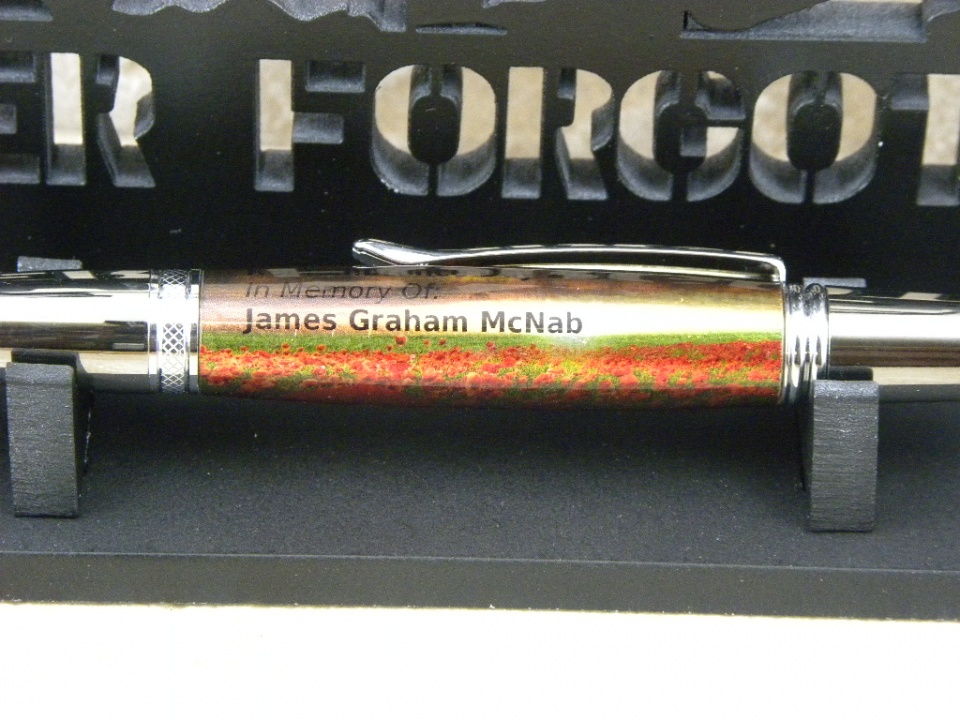 ER FORGOT
In Memory Of:
James Graham McNab